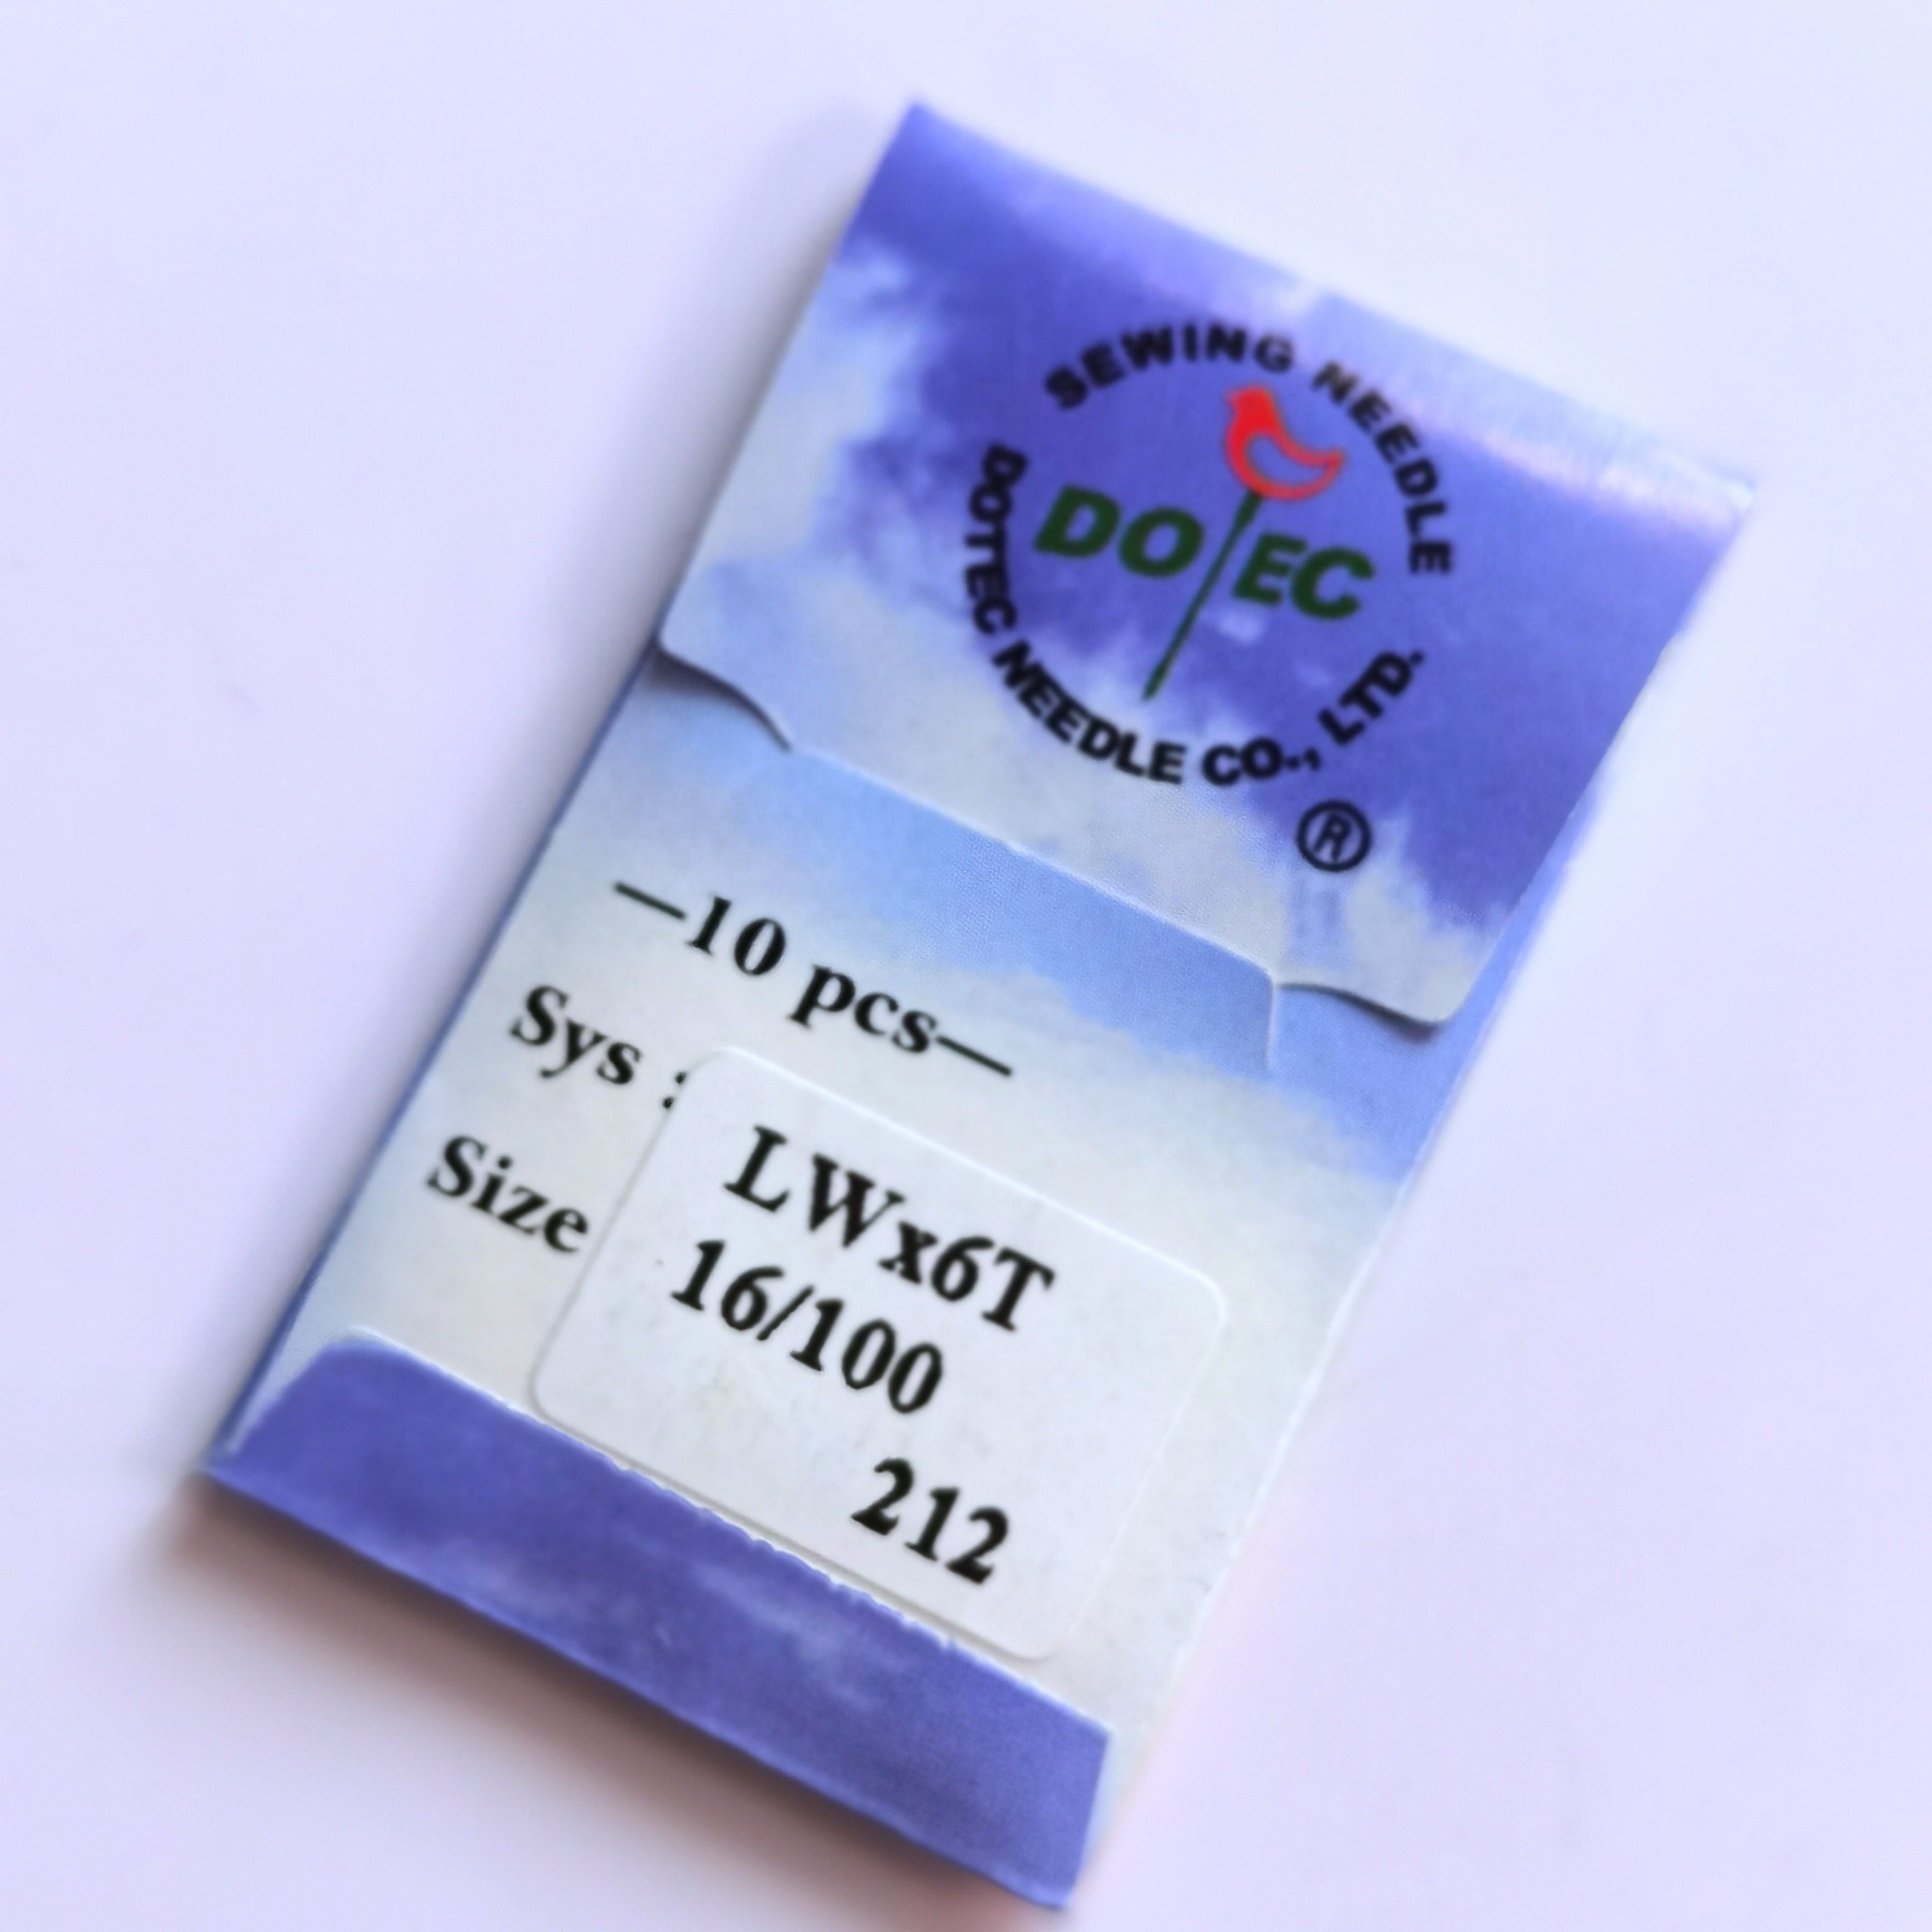 SEWING NEEDLE
DOTEC
DOTEC NEEDLE CO., LTD.
®
—10 pcs—
Sys :
LWx6T
Size
16/100
212